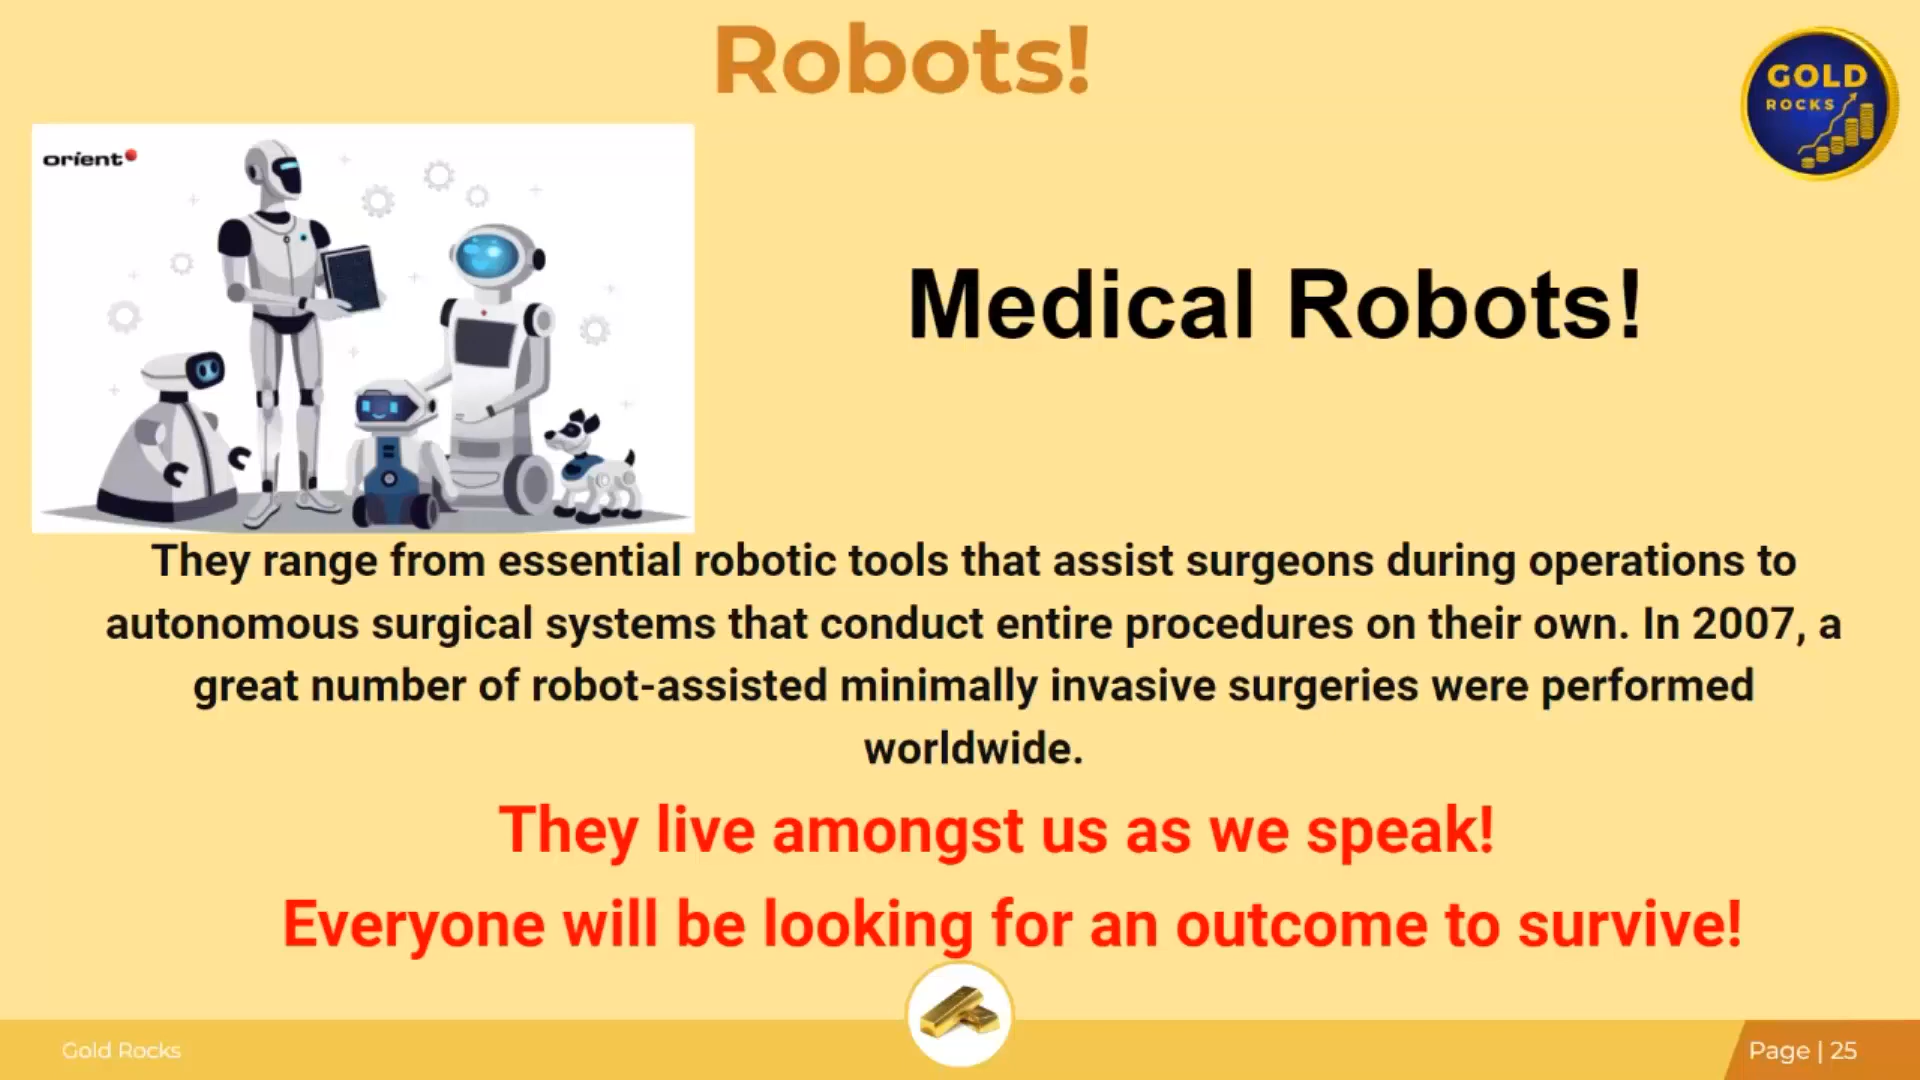 Robots!
GOLD
ROCKS
orient
Medical Robots!
They range from essential robotic tools that assist surgeons during operations to
autonomous surgical systems that conduct entire procedures on their own. In 2007, a
great number of robot-assisted minimally invasive surgeries were performed
worldwide.
They live amongst us as we speak!
Everyone will be looking for an outcome to survive!
Gold Rocks
Page | 25